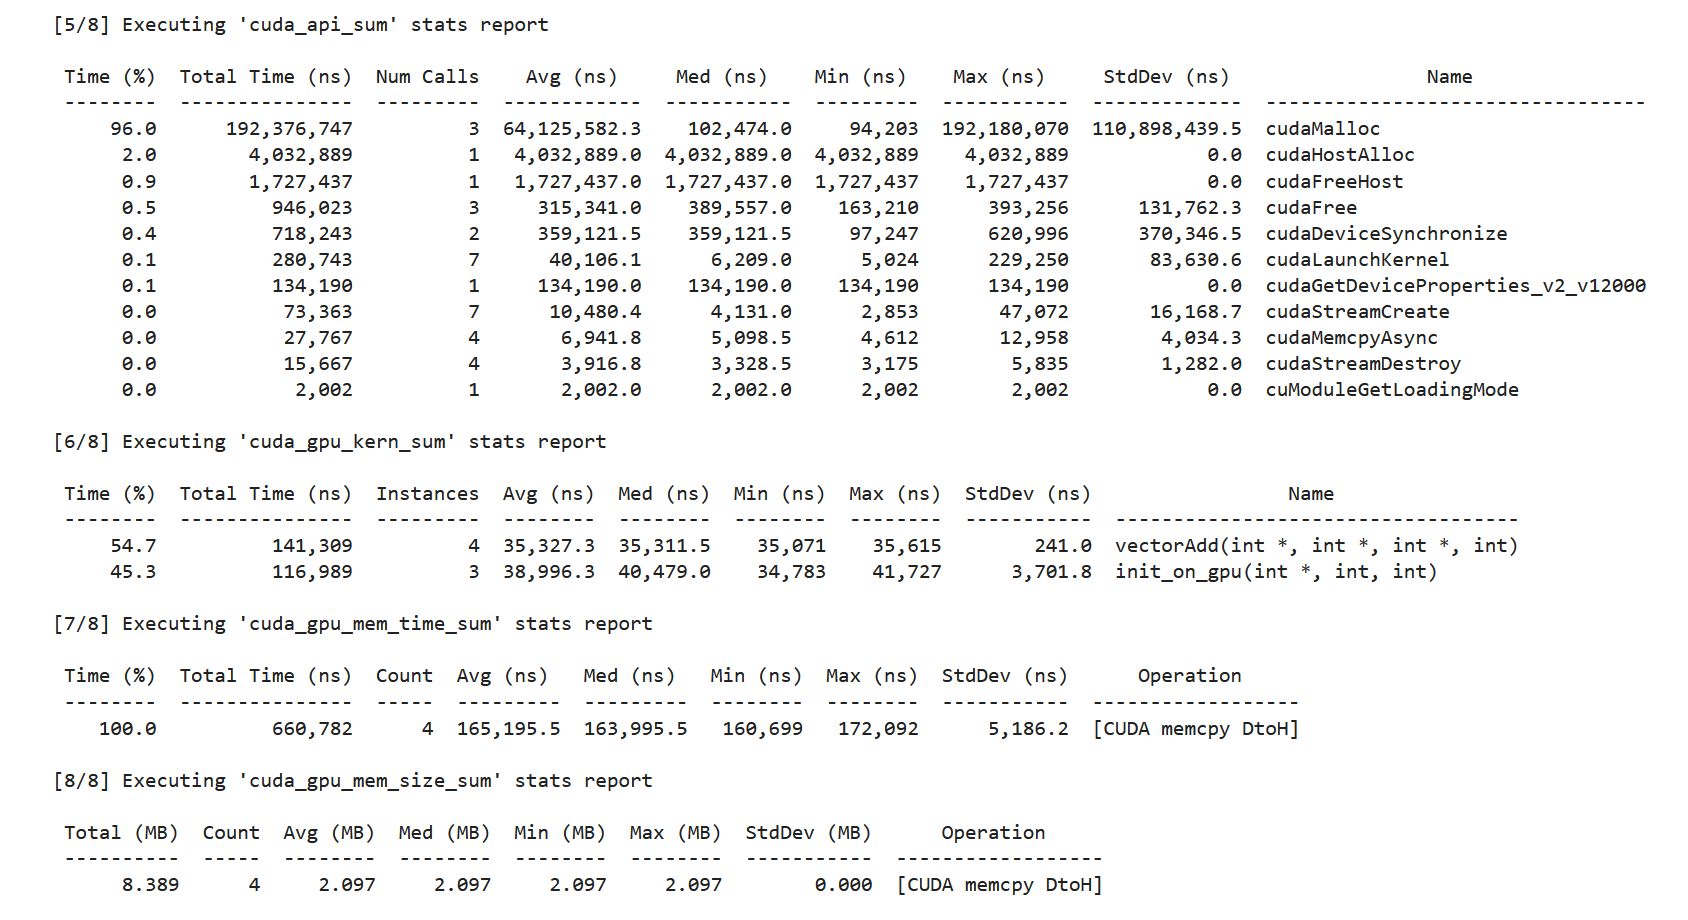 [5/8] Executing 'cuda_api_sum' stats report
Time (%) Total Time (ns) Num Calls Avg (ns) Med (ns) Min (ns) Max (ns) StdDev (ns) Name
-------- --------------- --------- ------------ ----------- --------- ----------- ------------- ---------------------------------
96.0 192,376,747 3 64,125,582.3 102,474.0 94,203 192,180,070 110,898,439.5 cudaMalloc
2.0 4,032,889 1 4,032,889.0 4,032,889.0 4,032,889 4,032,889 0.0 cudaHostAlloc
0.9 1,727,437 1 1,727,437.0 1,727,437.0 1,727,437 1,727,437 0.0 cudaFreeHost
0.5 946,023 3 315,341.0 389,557.0 163,210 393,256 131,762.3 cudaFree
0.4 718,243 2 359,121.5 359,121.5 97,247 620,996 370,346.5 cudaDeviceSynchronize
0.1 280,743 7 40,106.1 6,209.0 5,024 229,250 83,630.6 cudaLaunchKernel
0.1 134,190 1 134,190.0 134,190.0 134,190 134,190 0.0 cudaGetDeviceProperties_v2_v12000
0.0 73,363 7 10,480.4 4,131.0 2,853 47,072 16,168.7 cudaStreamCreate
0.0 27,767 4 6,941.8 5,098.5 4,612 12,958 4,034.3 cudaMemcpyAsync
0.0 15,667 4 3,916.8 3,328.5 3,175 5,835 1,282.0 cudaStreamDestroy
0.0 2,002 1 2,002.0 2,002.0 2,002 2,002 0.0 cuModuleGetLoadingMode
[6/8] Executing 'cuda_gpu_kern_sum' stats report
Time (%) Total Time (ns) Instances Avg (ns) Med (ns) Min (ns) Max (ns) StdDev (ns) Name
-------- --------------- --------- -------- -------- -------- -------- ----------- -----------------------------------
54.7 141,309 4 35,327.3 35,311.5 35,071 35,615 241.0 vectorAdd(int *, int *, int *, int)
45.3 116,989 3 38,996.3 40,479.0 34,783 41,727 3,701.8 init_on_gpu(int *, int, int)
[7/8] Executing 'cuda_gpu_mem_time_sum' stats report
Time (%) Total Time (ns) Count Avg (ns) Med (ns) Min (ns) Max (ns) StdDev (ns) Operation
-------- --------------- ----- --------- --------- -------- -------- ----------- ------------------
100.0 660,782 4 165,195.5 163,995.5 160,699 172,092 5,186.2 [CUDA memcpy DtoH]
[8/8] Executing 'cuda_gpu_mem_size_sum' stats report
Total (MB) Count Avg (MB) Med (MB) Min (MB) Max (MB) StdDev (MB) Operation
---------- ----- -------- -------- -------- -------- ----------- ------------------
8.389 4 2.097 2.097 2.097 2.097 0.000 [CUDA memcpy DtoH]